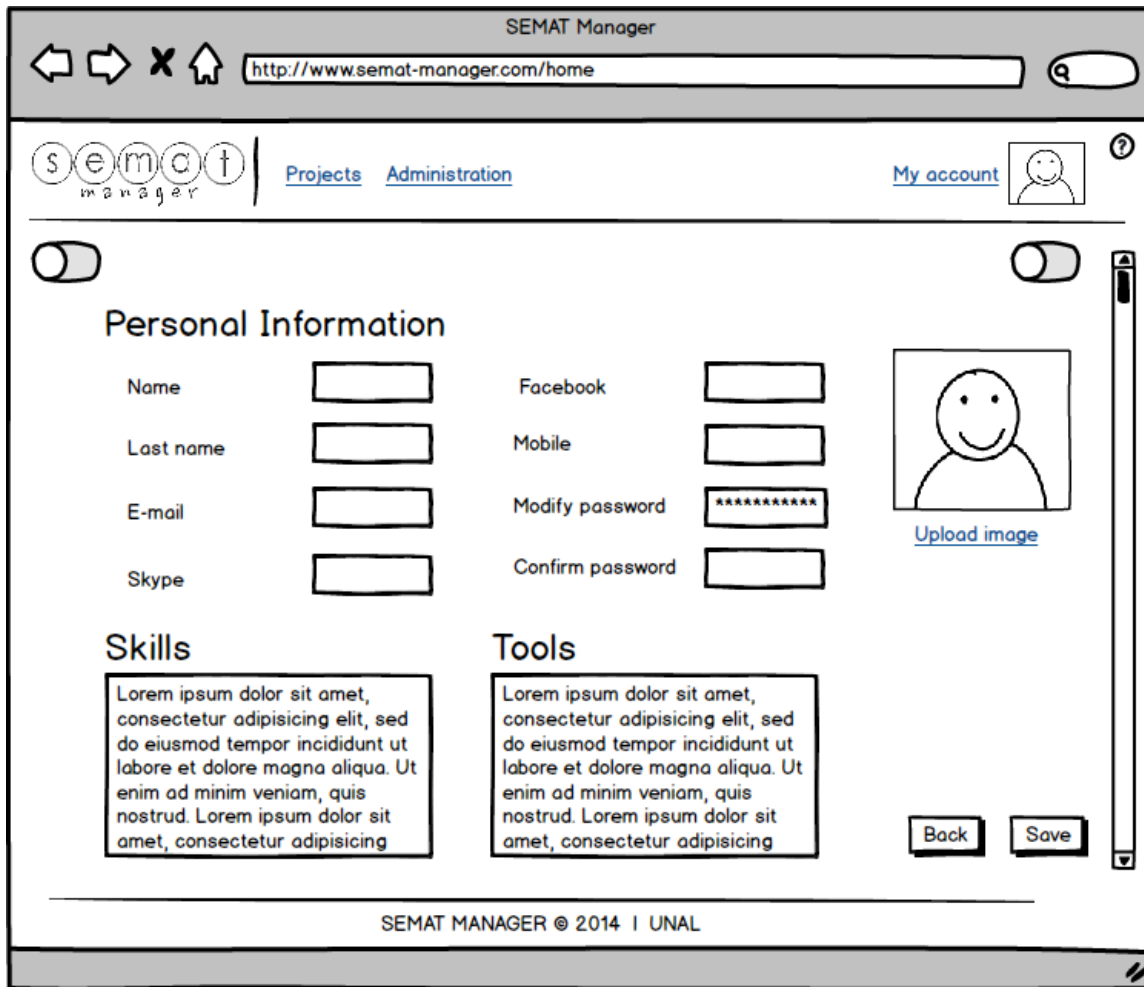 SEMAT Manager
http://www.semat-manager.com/home
semat
manager
Projects Administration
My account
?
Personal Information
Name
Facebook
Last name
Mobile
E-mail
Modify password
***********
Skype
Confirm password
Upload image
Skills
Lorem ipsum dolor sit amet,
consectetur adipisicing elit, sed
do eiusmod tempor incididunt ut
labore et dolore magna aliqua. Ut
enim ad minim veniam, quis
nostrud. Lorem ipsum dolor sit
amet, consectetur adipisicing
Tools
Lorem ipsum dolor sit amet,
consectetur adipisicing elit, sed
do eiusmod tempor incididunt ut
labore et dolore magna aliqua. Ut
enim ad minim veniam, quis
nostrud. Lorem ipsum dolor sit
amet, consectetur adipisicing
Back
Save
SEMAT MANAGER © 2014 | UNAL